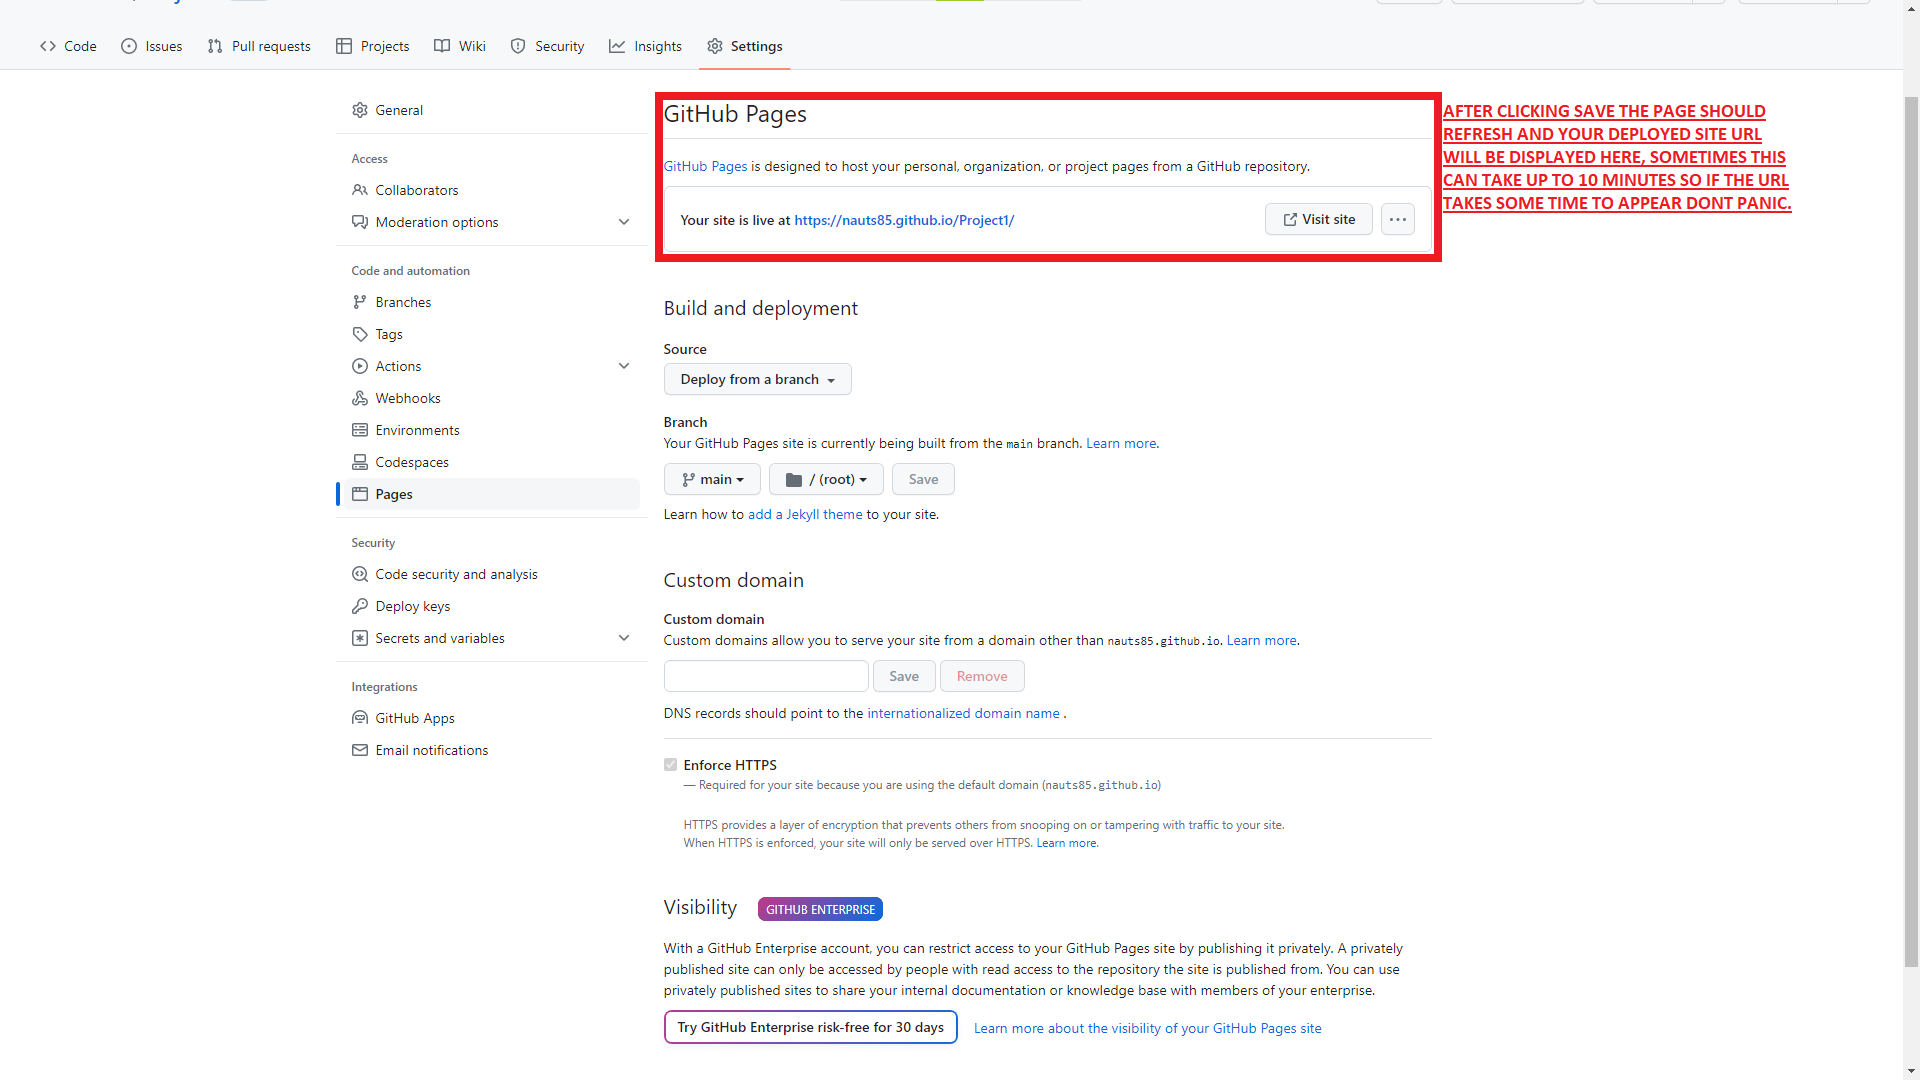 Code
Issues
Pull requests
Projects
Wiki
Security
Insights
Settings
General
Access
Collaborators
Moderation options
Code and automation
Branches
Tags
Actions
Webhooks
Environments
Codespaces
Pages
Security
Code security and analysis
Deploy keys
Secrets and variables
Integrations
GitHub Apps
Email notifications
GitHub Pages
GitHub Pages is designed to host your personal, organization, or project pages from a GitHub repository.
Your site is live at https://nauts85.github.io/Project1/
Visit site
AFTER CLICKING SAVE THE PAGE SHOULD
REFRESH AND YOUR DEPLOYED SITE URL
WILL BE DISPLAYED HERE, SOMETIMES THIS
CAN TAKE UP TO 10 MINUTES SO IF THE URL
TAKES SOME TIME TO APPEAR DONT PANIC.
Build and deployment
Source
Deploy from a branch
Branch
Your GitHub Pages site is currently being built from the main branch. Learn more.
main
/ (root)
Save
Learn how to add a Jekyll theme to your site.
Custom domain
Custom domain
Custom domains allow you to serve your site from a domain other than nauts85.github.io. Learn more.
Save
Remove
DNS records should point to the internationalized domain name .
Enforce HTTPS
— Required for your site because you are using the default domain (nauts85.github.io)
HTTPS provides a layer of encryption that prevents others from snooping on or tampering with traffic to your site.
When HTTPS is enforced, your site will only be served over HTTPS. Learn more.
Visibility
GITHUB ENTERPRISE
With a GitHub Enterprise account, you can restrict access to your GitHub Pages site by publishing it privately. A privately
published site can only be accessed by people with read access to the repository the site is published from. You can use
privately published sites to share your internal documentation or knowledge base with members of your enterprise.
Try GitHub Enterprise risk-free for 30 days
Learn more about the visibility of your GitHub Pages site